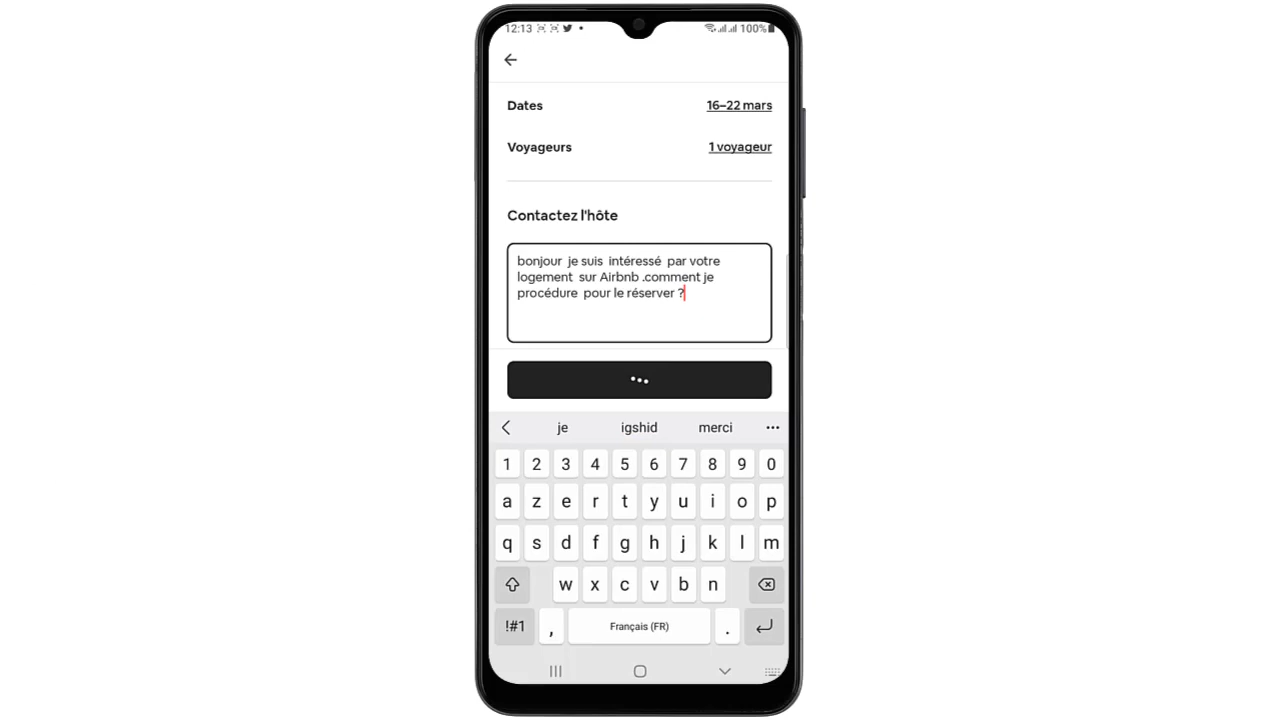 12:13 100%
Dates 16–22 mars
Voyageurs 1 voyageur
Contactez l'hôte
bonjour je suis intéressé par votre
logement sur Airbnb .comment je
procédure pour le réserver ?
je igshid merci
1 2 3 4 5 6 7 8 9 0
a z e r t y u i o p
q s d f g h j k l m
w x c v b n
!#1 , Français (FR) .